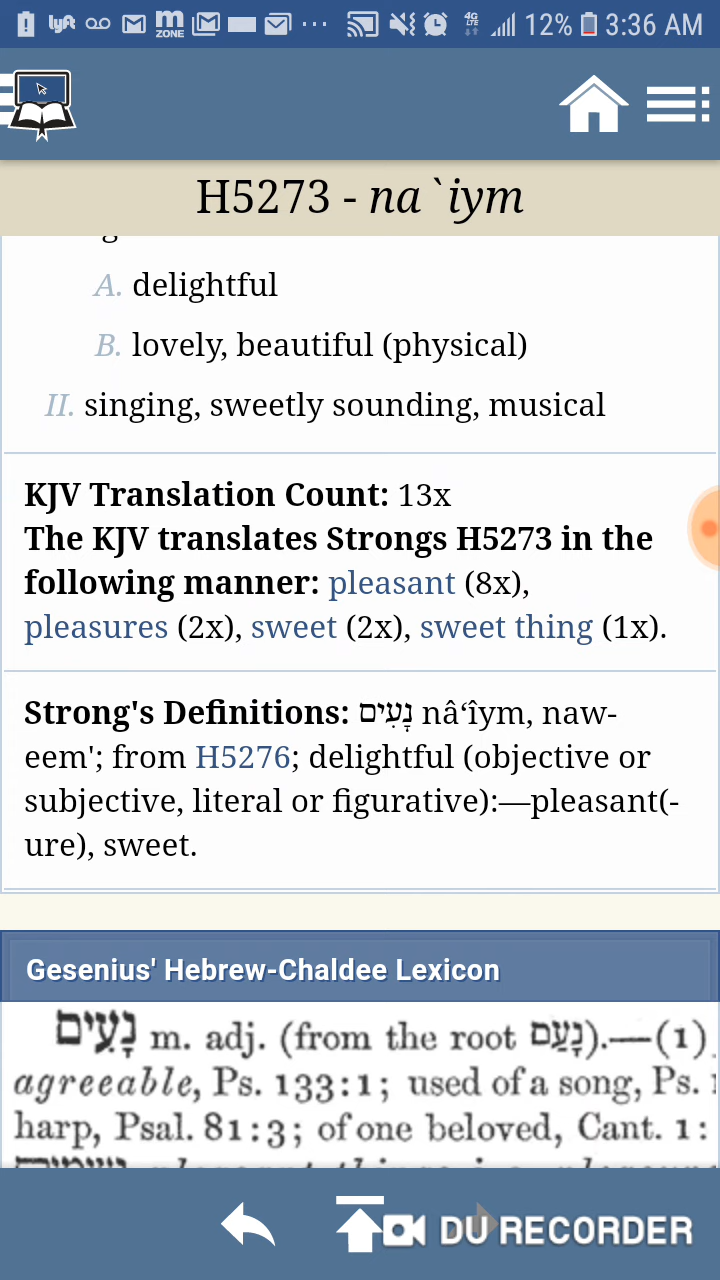 lyft
m
ZONE
4G
LTE
12%
3:36 AM
H5273 - na`iym
A. delightful
B. lovely, beautiful (physical)
II. singing, sweetly sounding, musical
KJV Translation Count: 13x
The KJV translates Strongs H5273 in the
following manner: pleasant (8x),
pleasures (2x), sweet (2x), sweet thing (1x).
Strong's Definitions: נָעִים nâʻîym, naw-
eem'; from H5276; delightful (objective or
subjective, literal or figurative):—pleasant(-
ure), sweet.
Gesenius' Hebrew-Chaldee Lexicon
נָעִים m. adj. (from the root נָעַם).—(1)
agreeable, Ps. 133:1; used of a song, Ps.
harp, Psal. 81:3; of one beloved, Cant. 1:
DU RECORDER